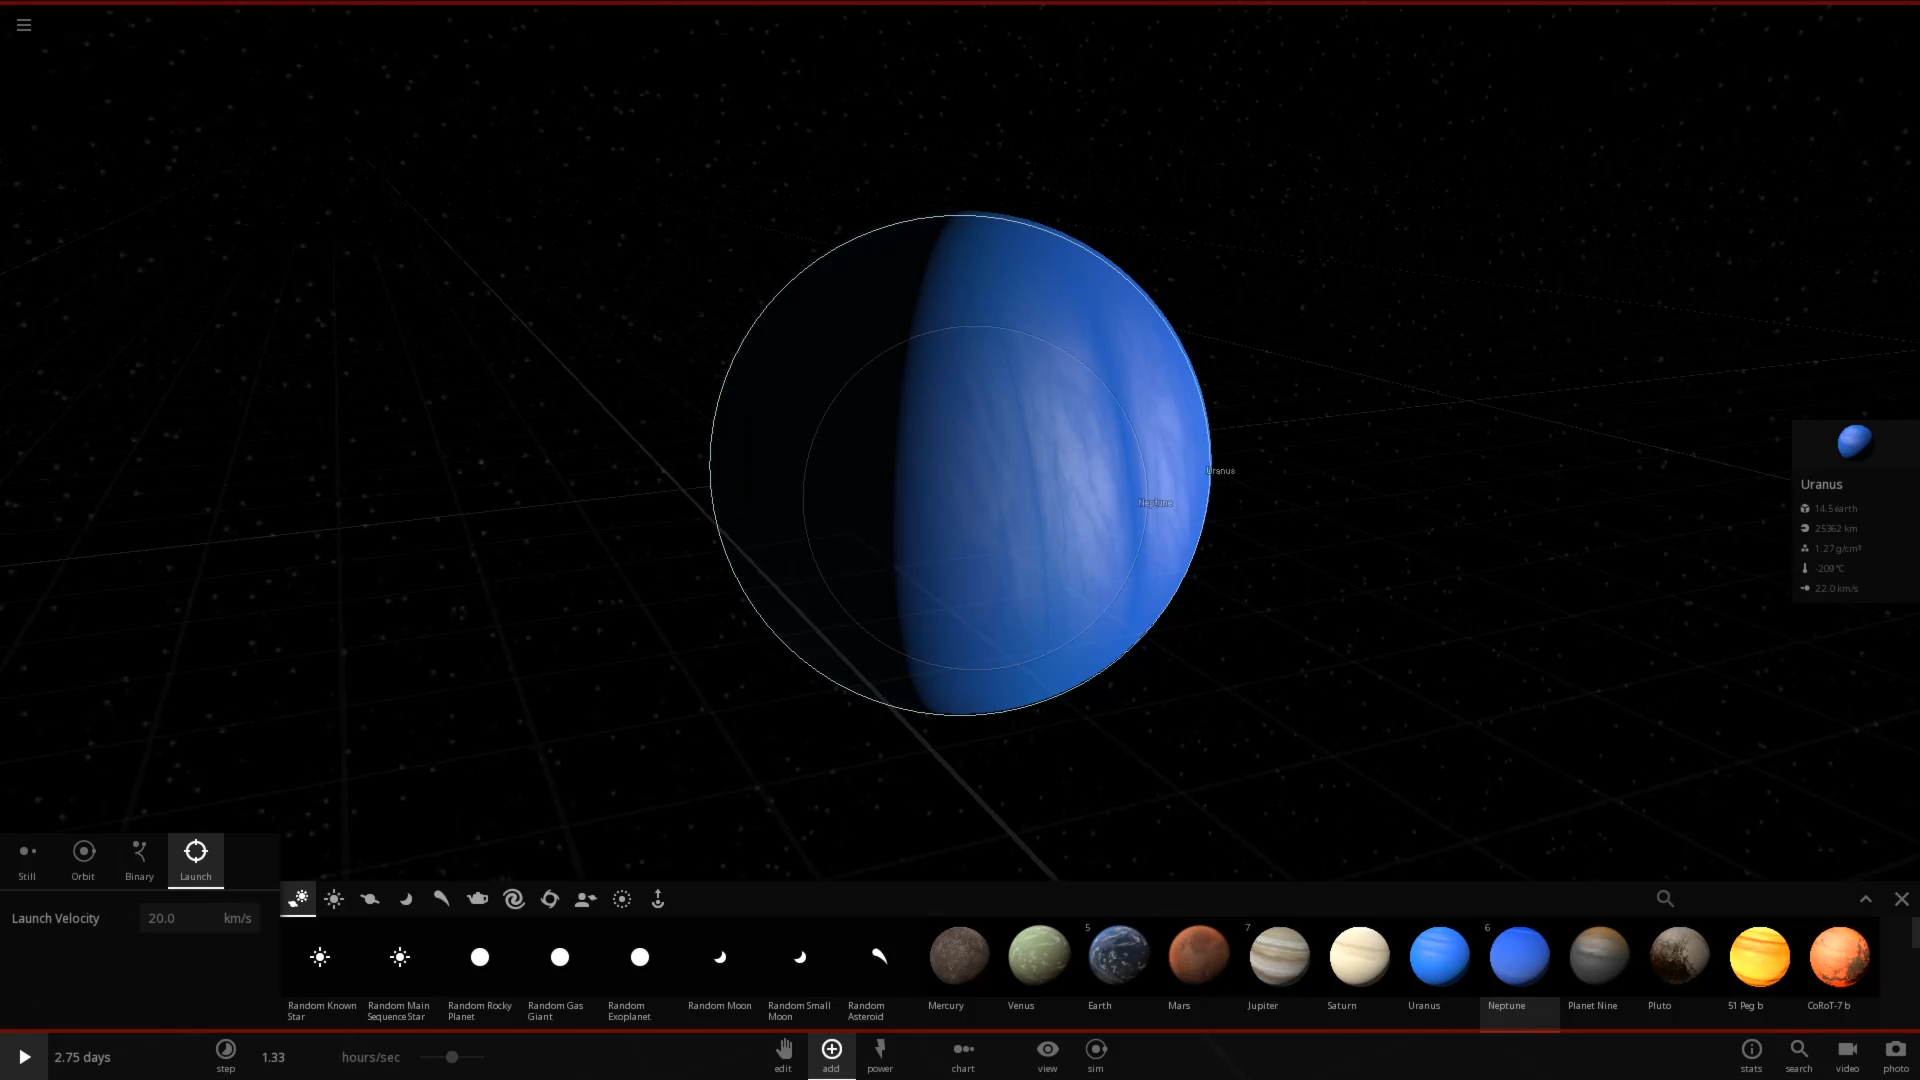 Uranus
Neptune
Uranus
14.5 earth
25362 km
1.27 g/cm³
-209 °C
22.0 km/s
Still
Orbit
Binary
Launch
Launch Velocity
20.0 km/s
5
7
6
Random Known
Star
Random Main
Sequence Star
Random Rocky
Planet
Random Gas
Giant
Random
Exoplanet
Random Moon
Random Small
Moon
Random
Asteroid
Mercury
Venus
Earth
Mars
Jupiter
Saturn
Uranus
Neptune
Planet Nine
Pluto
51 Peg b
CoRoT-7 b
2.75 days
step
1.33 hours/sec
edit
add
power
chart
view
sim
stats
search
video
photo